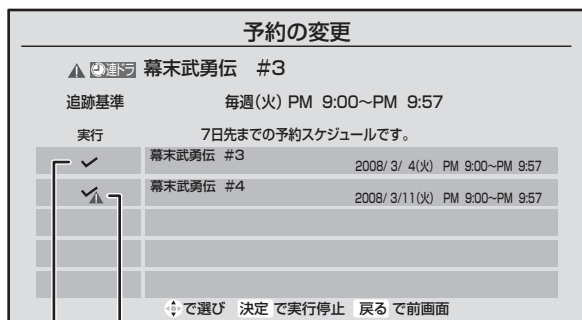 予約の変更
連ドラ 幕末武勇伝 #3
追跡基準 毎週(火) PM 9:00～PM 9:57
実行 7日先までの予約スケジュールです。
幕末武勇伝 #3 2008/ 3/ 4(火) PM 9:00～PM 9:57
幕末武勇伝 #4 2008/ 3/11(火) PM 9:00～PM 9:57
で選び 決定 で実行停止 戻る で前画面